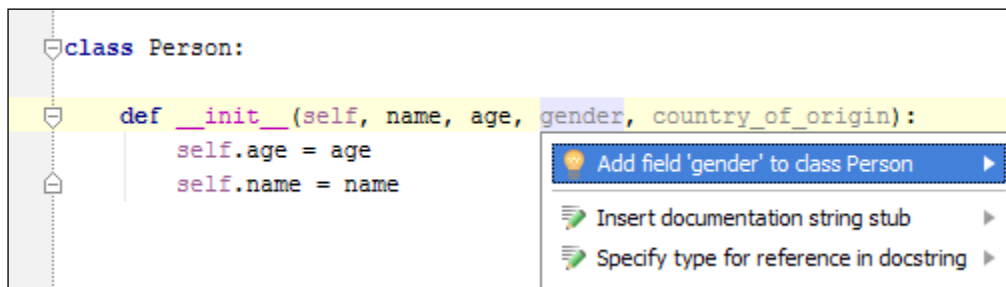 class Person:
def __init__(self, name, age, gender, country_of_origin):
self.age = age
self.name = name
Add field 'gender' to class Person
Insert documentation string stub
Specify type for reference in docstring